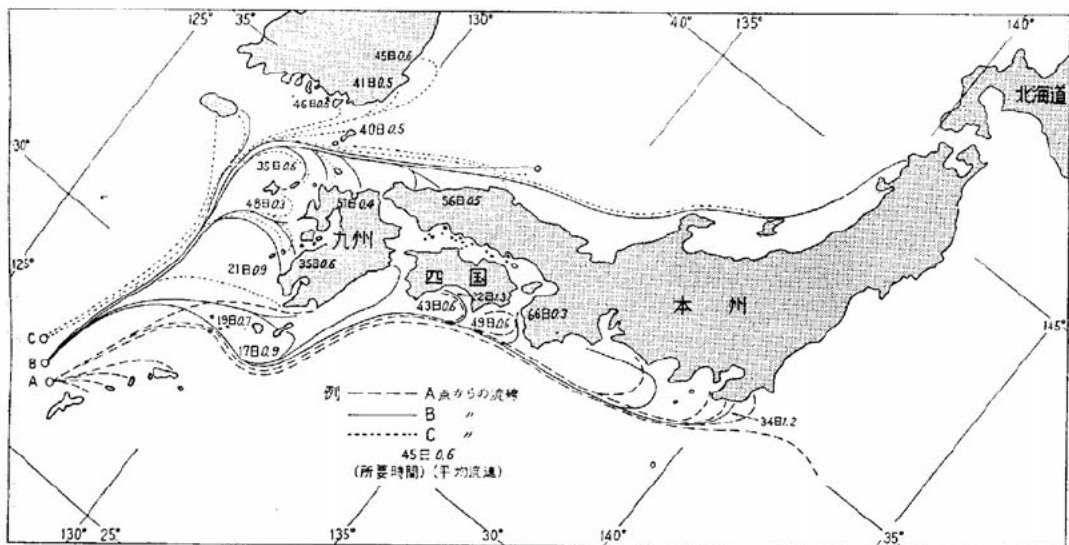 125° 35° 130° 40° 135° 140°
45日0.6
41日0.5
46日0.5
40日0.5
北海道
30°
35日0.6
48日0.3
51日0.4
56日0.5
九州
125°
21日0.9
35日0.6
四国
43日0.6
49日0.6
66日0.3
本州
145°
C
19日0.7
B
17日0.9
A
例 A点からの流跡
B 〃
C 〃
34日1.2
45日0.6
(所要時間)(平均流速)
130° 25° 135° 30° 140° 35°